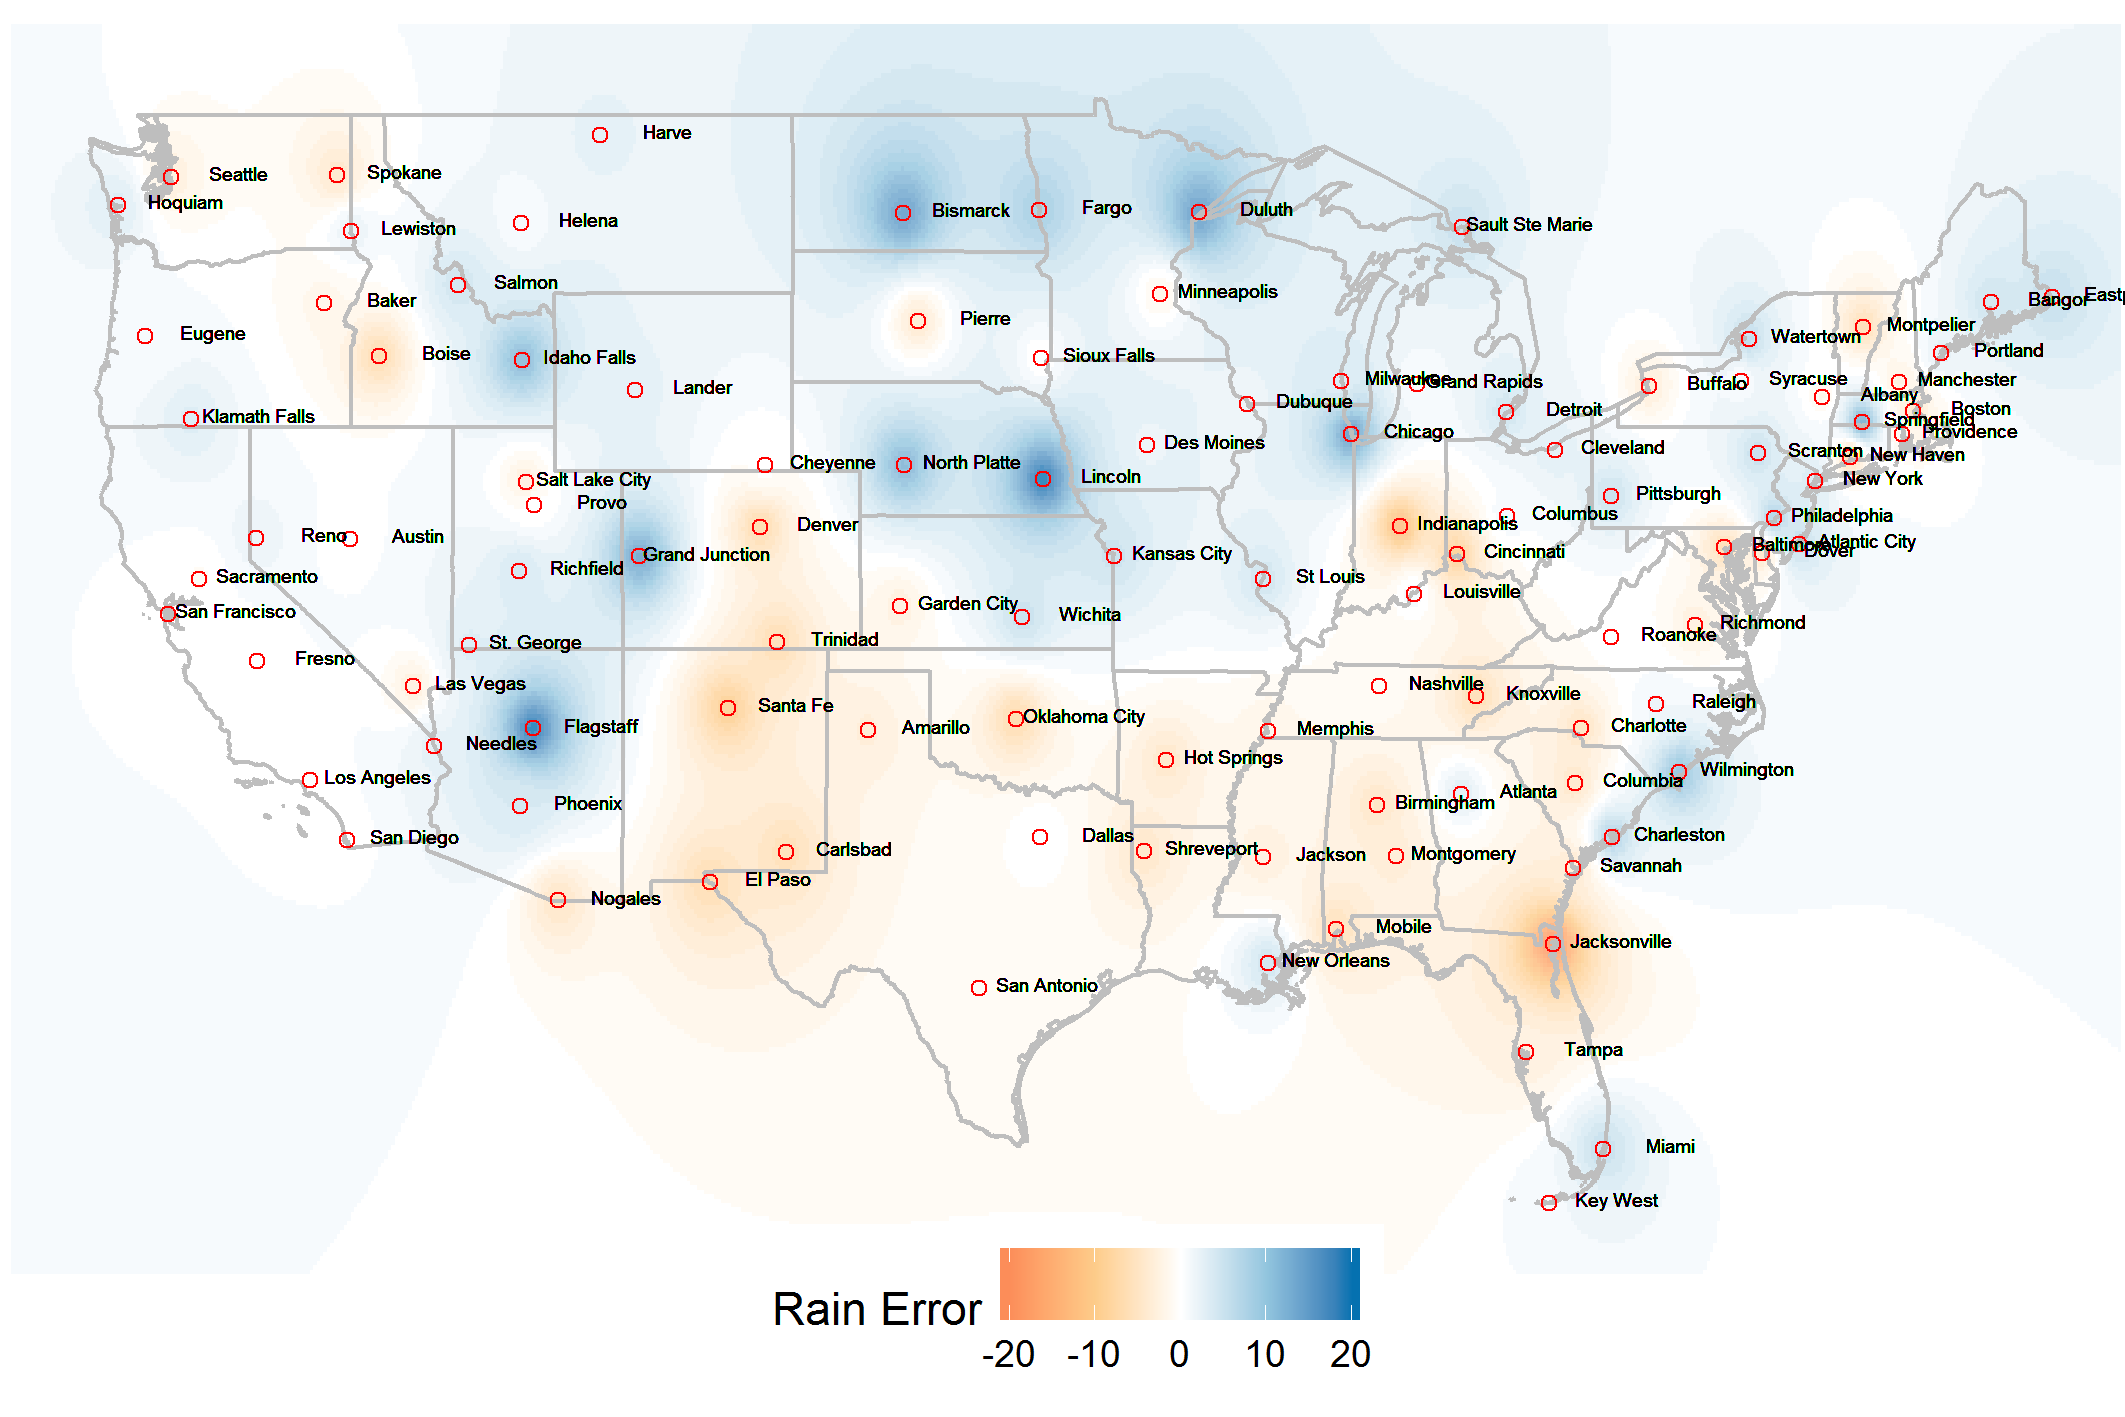 Harve
Seattle
Spokane
Hoquiam
Bismarck
Fargo
Duluth
Helena
Lewiston
Sault Ste Marie
Salmon
Minneapolis
Bangor
Eastp
Baker
Pierre
Montpelier
Eugene
Watertown
Boise
Idaho Falls
Sioux Falls
Portland
Lander
Milwaukee
Grand Rapids
Buffalo
Syracuse
Manchester
Klamath Falls
Dubuque
Detroit
Albany
Boston
Springfield
Chicago
Providence
Des Moines
Cleveland
Scranton
New Haven
Cheyenne
North Platte
Salt Lake City
Lincoln
New York
Provo
Pittsburgh
Denver
Indianapolis
Columbus
Philadelphia
Reno
Austin
Atlantic City
Baltimore
Dover
Grand Junction
Kansas City
Cincinnati
Richfield
Sacramento
St Louis
San Francisco
Garden City
Wichita
Louisville
Richmond
St. George
Trinidad
Roanoke
Fresno
Las Vegas
Nashville
Knoxville
Santa Fe
Raleigh
Flagstaff
Amarillo
Oklahoma City
Memphis
Charlotte
Needles
Hot Springs
Wilmington
Los Angeles
Columbia
Phoenix
Birmingham
Atlanta
San Diego
Dallas
Charleston
Carlsbad
Shreveport
Jackson
Montgomery
El Paso
Savannah
Nogales
Mobile
Jacksonville
New Orleans
San Antonio
Tampa
Miami
Key West
Rain Error
-20 -10 0 10 20